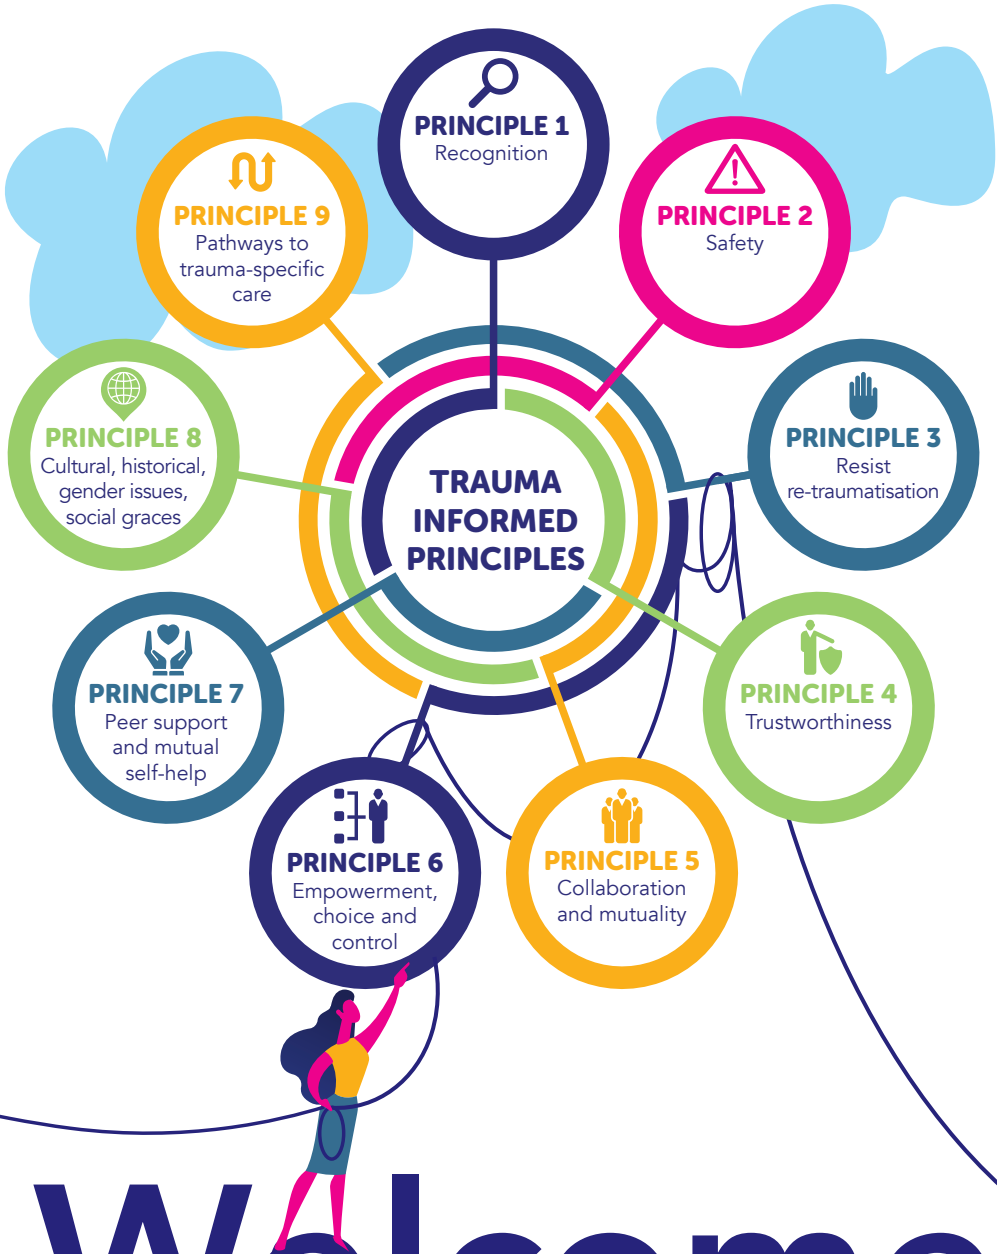 PRINCIPLE 1
Recognition
PRINCIPLE 2
Safety
PRINCIPLE 9
Pathways to
trauma-specific
care
PRINCIPLE 3
Resist
re-traumatisation
PRINCIPLE 8
Cultural, historical,
gender issues,
social graces
TRAUMA
INFORMED
PRINCIPLES
PRINCIPLE 4
Trustworthiness
PRINCIPLE 7
Peer support
and mutual
self-help
PRINCIPLE 6
Empowerment,
choice and
control
PRINCIPLE 5
Collaboration
and mutuality
Welcome